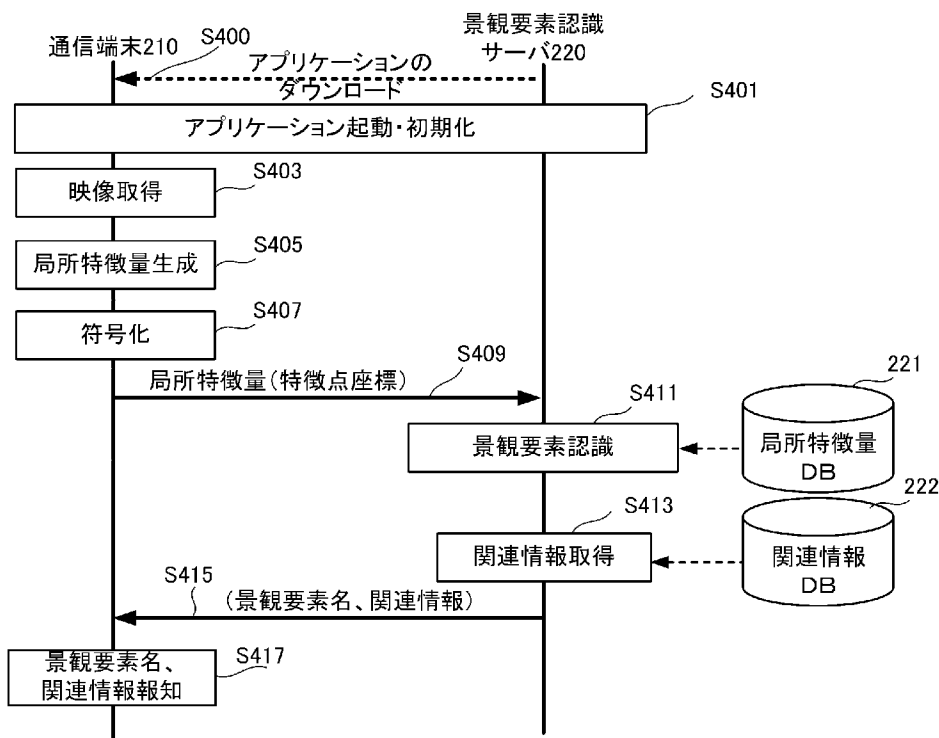 通信端末210
景観要素認識
サーバ220
S400
アプリケーションの
ダウンロード
S401
アプリケーション起動・初期化
S403
映像取得
S405
局所特徴量生成
S407
符号化
S409
局所特徴量(特徴点座標)
S411
景観要素認識
221
局所特徴量
DB
S413
関連情報取得
222
関連情報
DB
S415
(景観要素名、関連情報)
S417
景観要素名、
関連情報報知